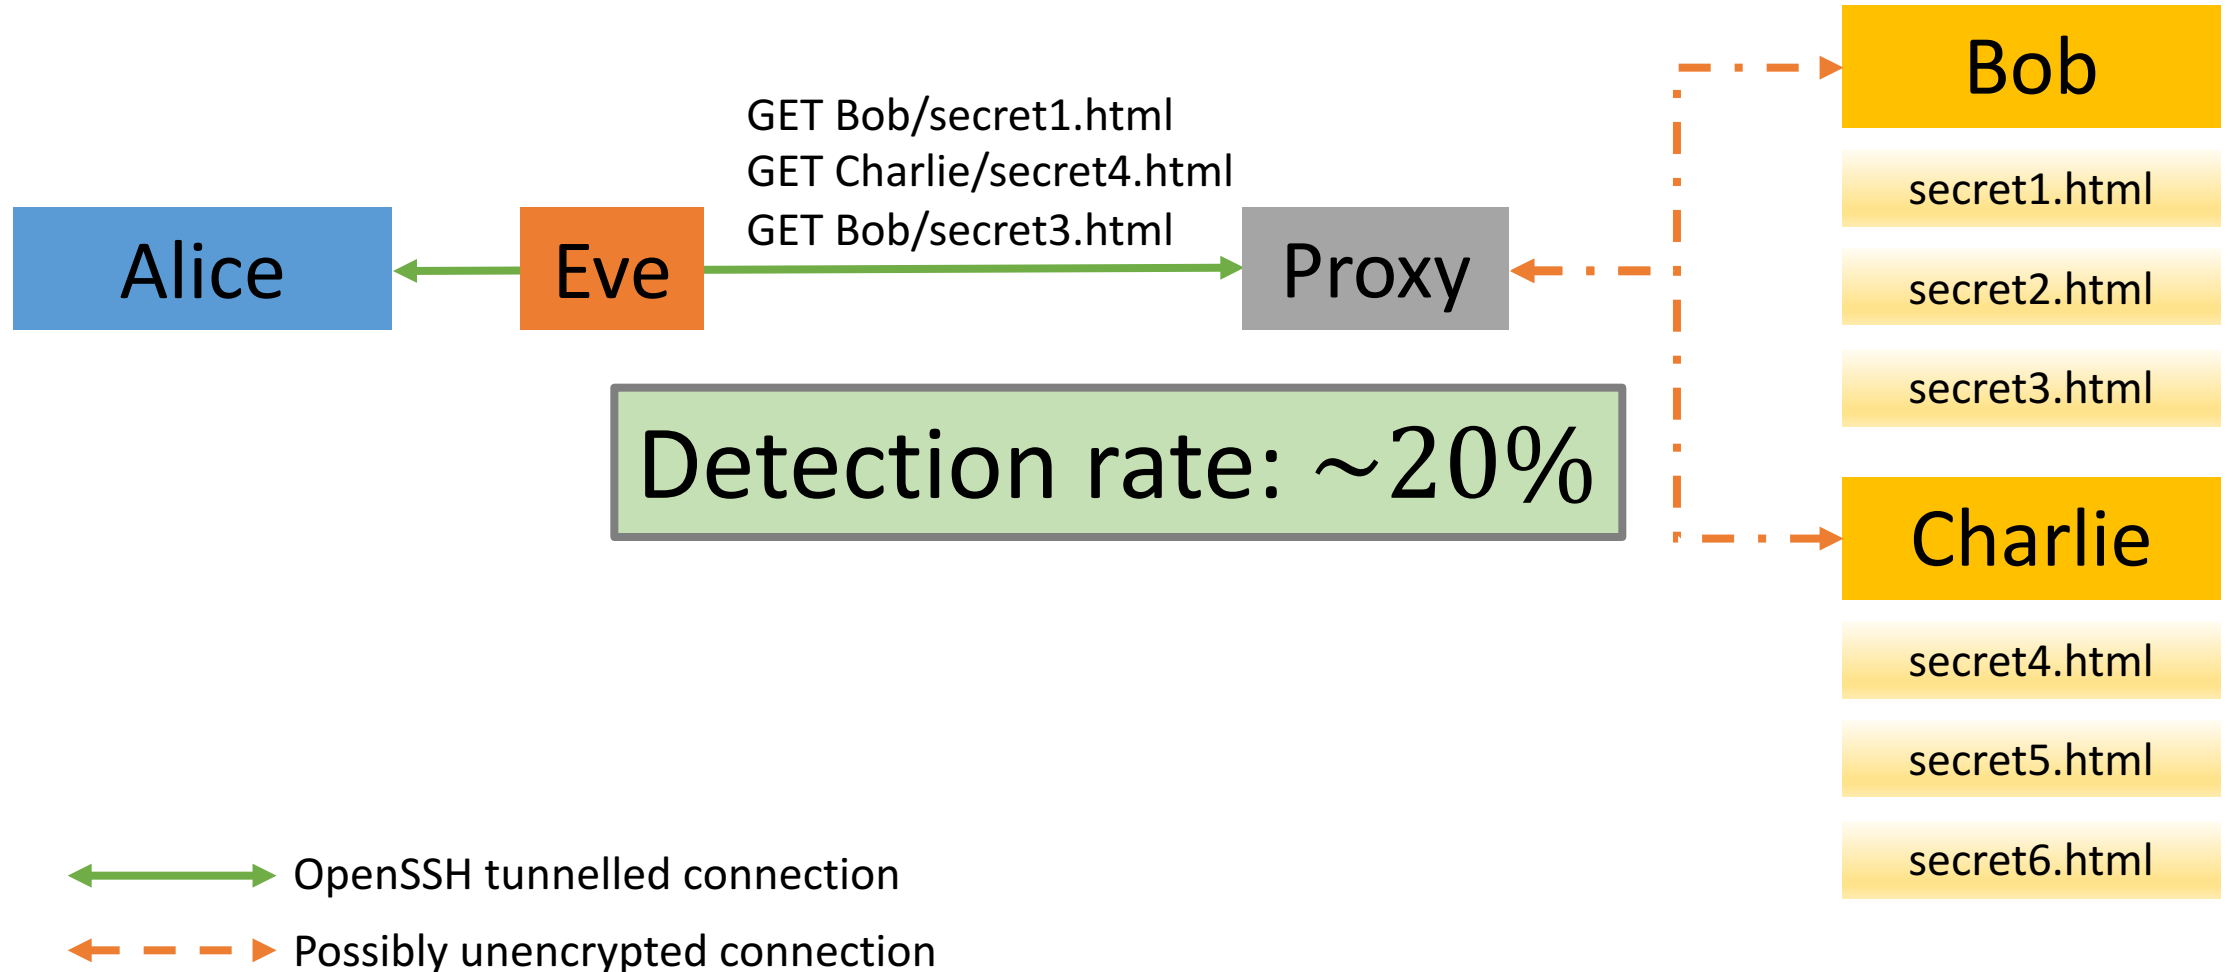 Bob
GET Bob/secret1.html
GET Charlie/secret4.html
GET Bob/secret3.html
secret1.html
Alice
Eve
Proxy
secret2.html
secret3.html
Detection rate: ~20%
Charlie
secret4.html
secret5.html
secret6.html
OpenSSH tunnelled connection
Possibly unencrypted connection